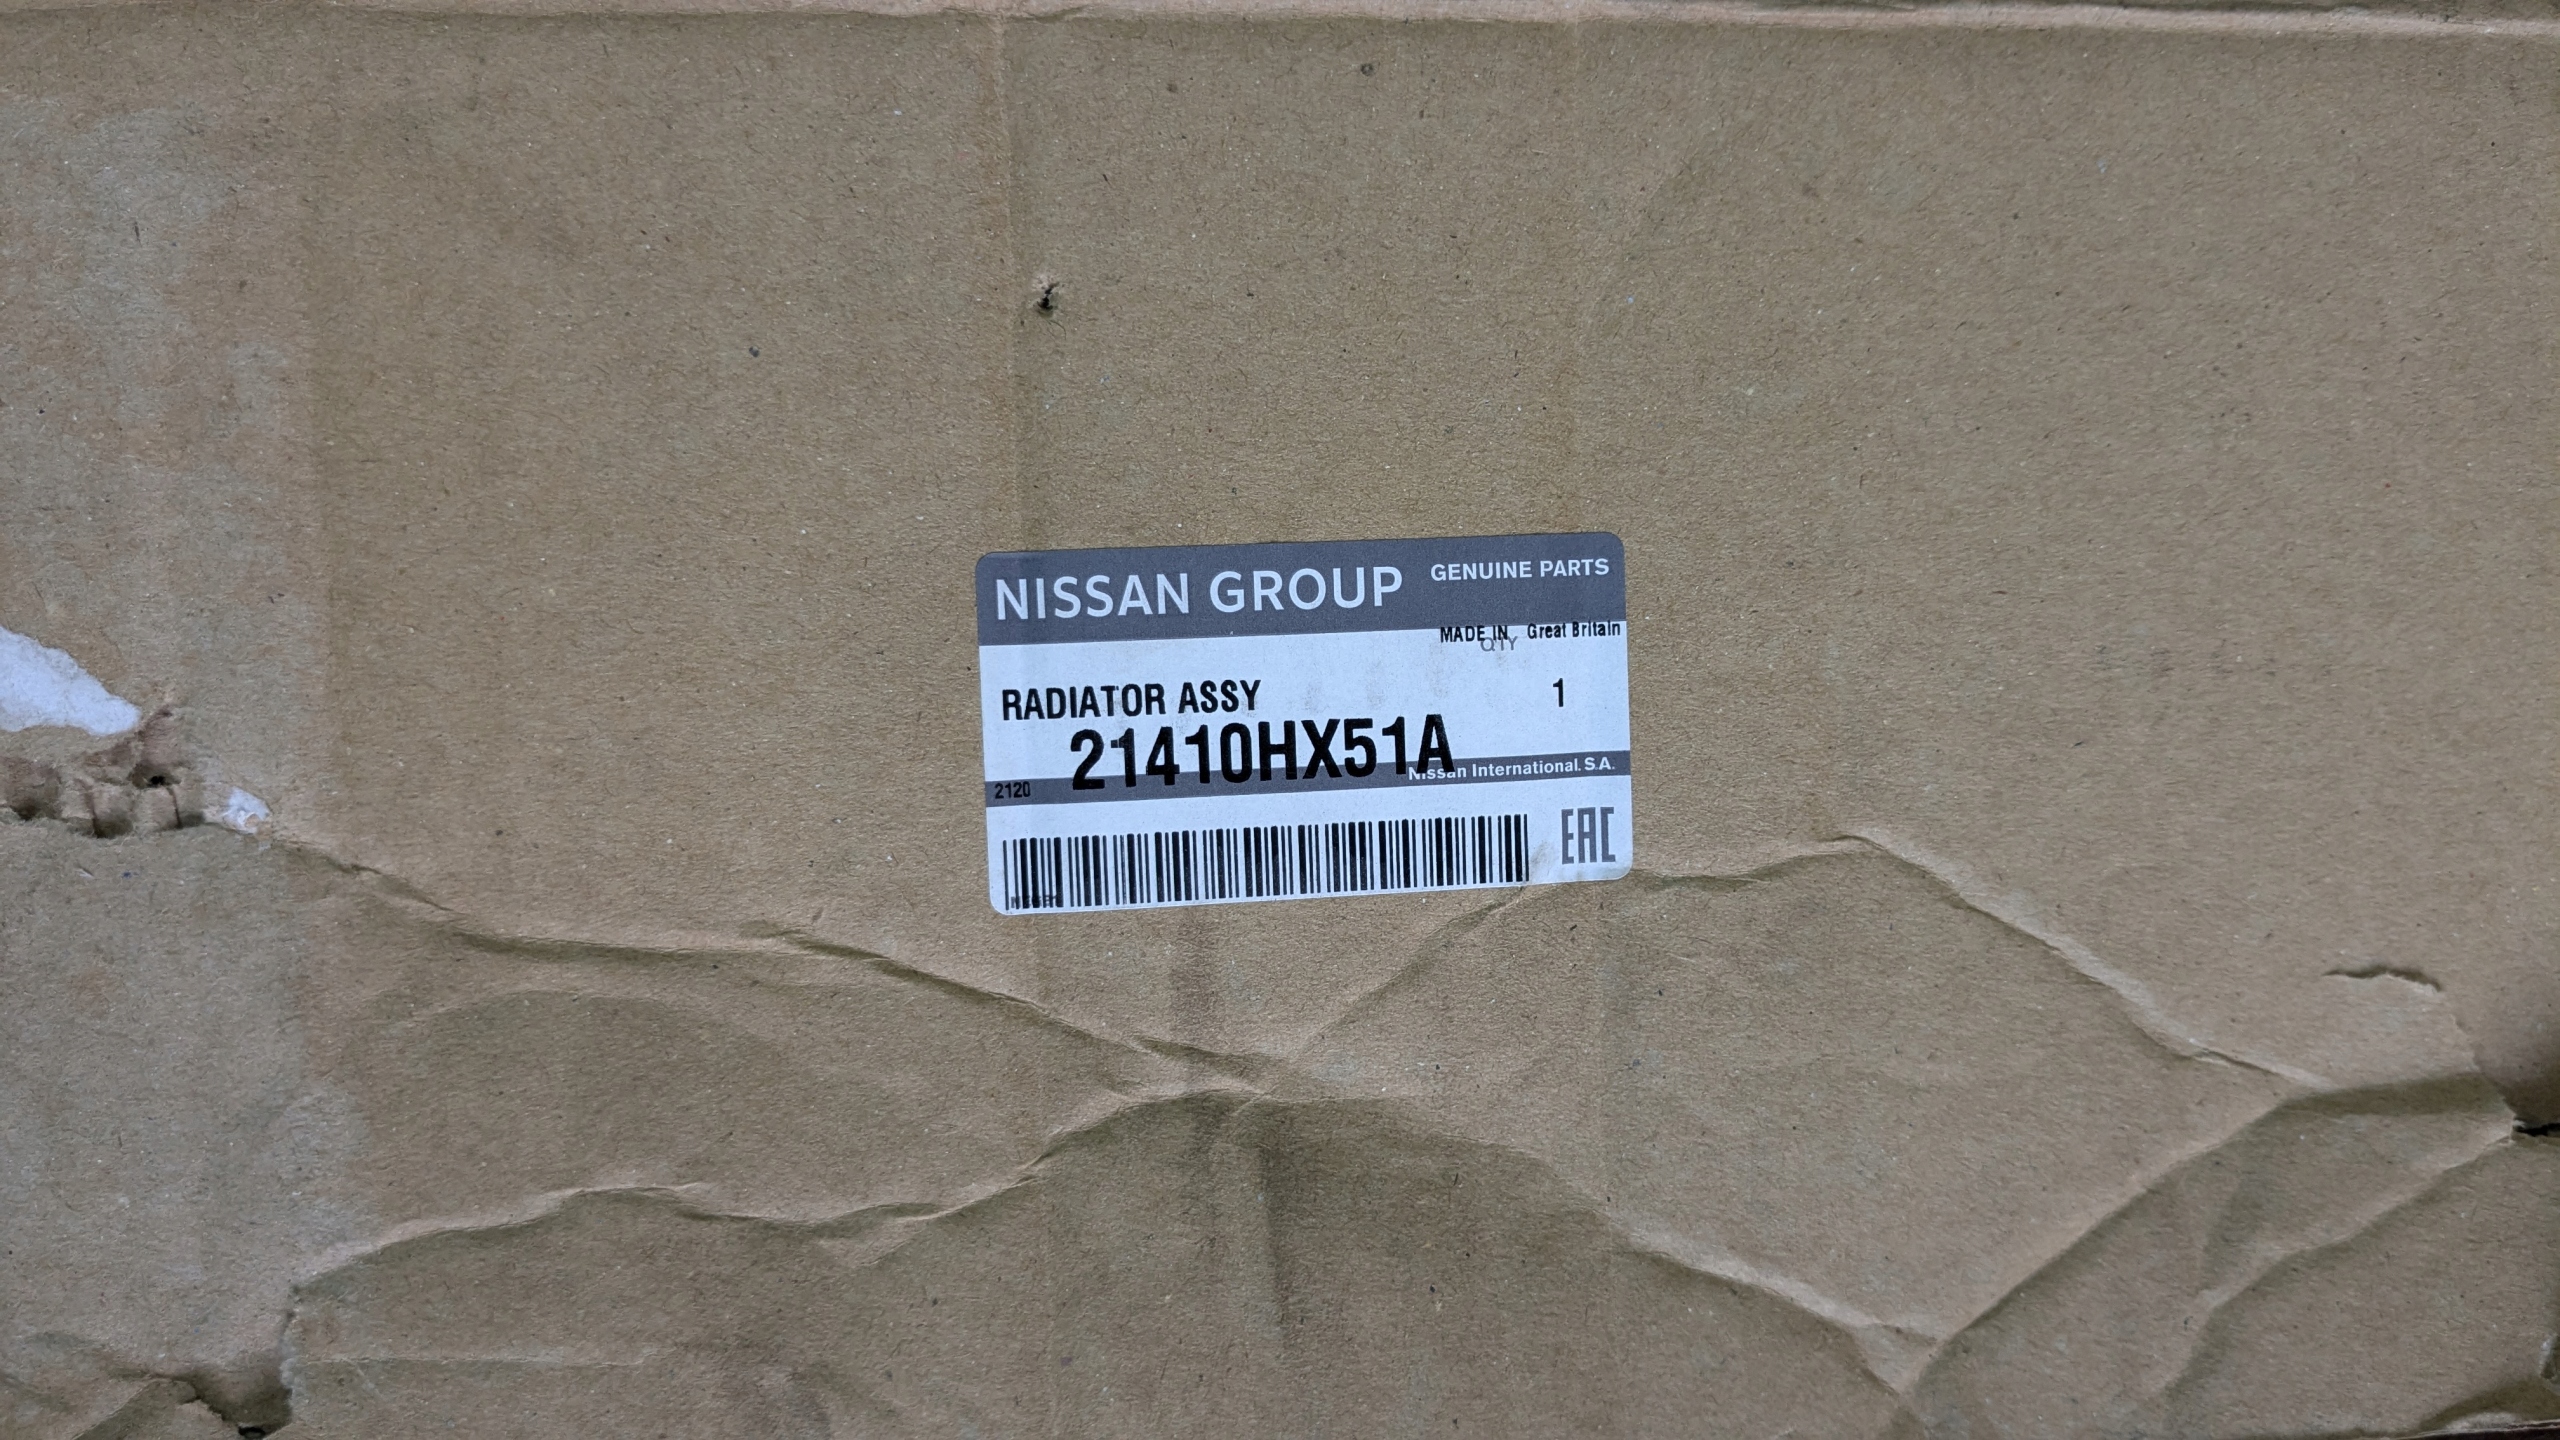 NISSAN GROUP GENUINE PARTS
MADE IN Great Britain
QTY
RADIATOR ASSY 1
21410HX51A
2120 Nissan International. S.A.
EAC